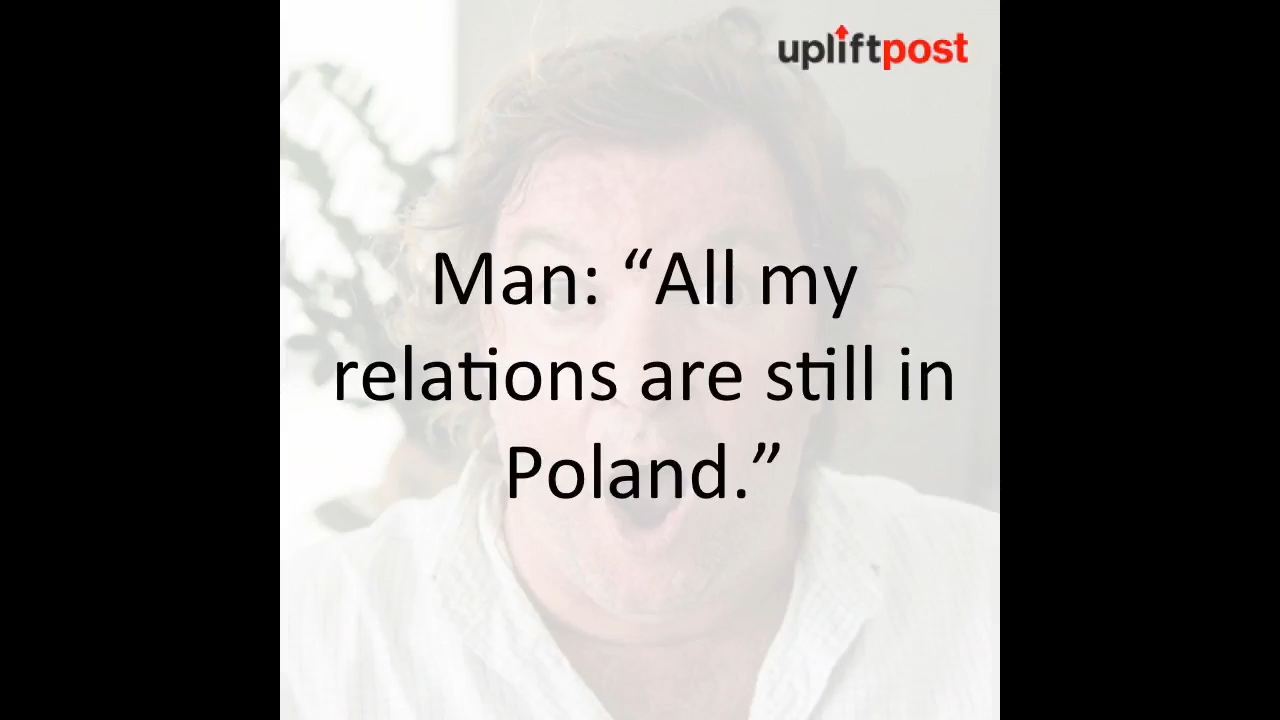 upliftpost
Man: “All my
relations are still in
Poland.”